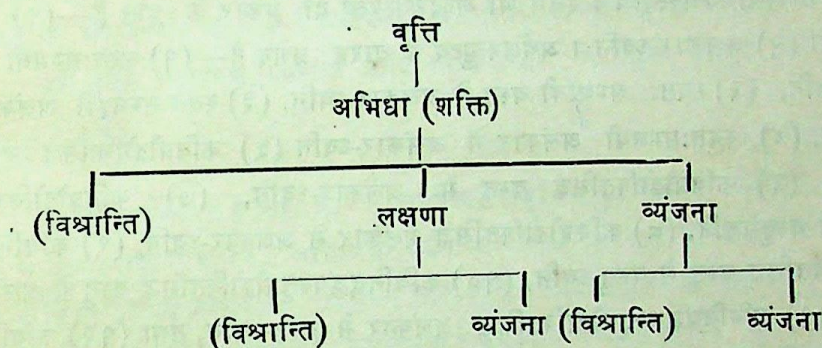 वृत्ति
अभिधा (शक्ति)
(विश्रान्ति) लक्षणा व्यंजना
(विश्रान्ति) व्यंजना (विश्रान्ति) व्यंजना